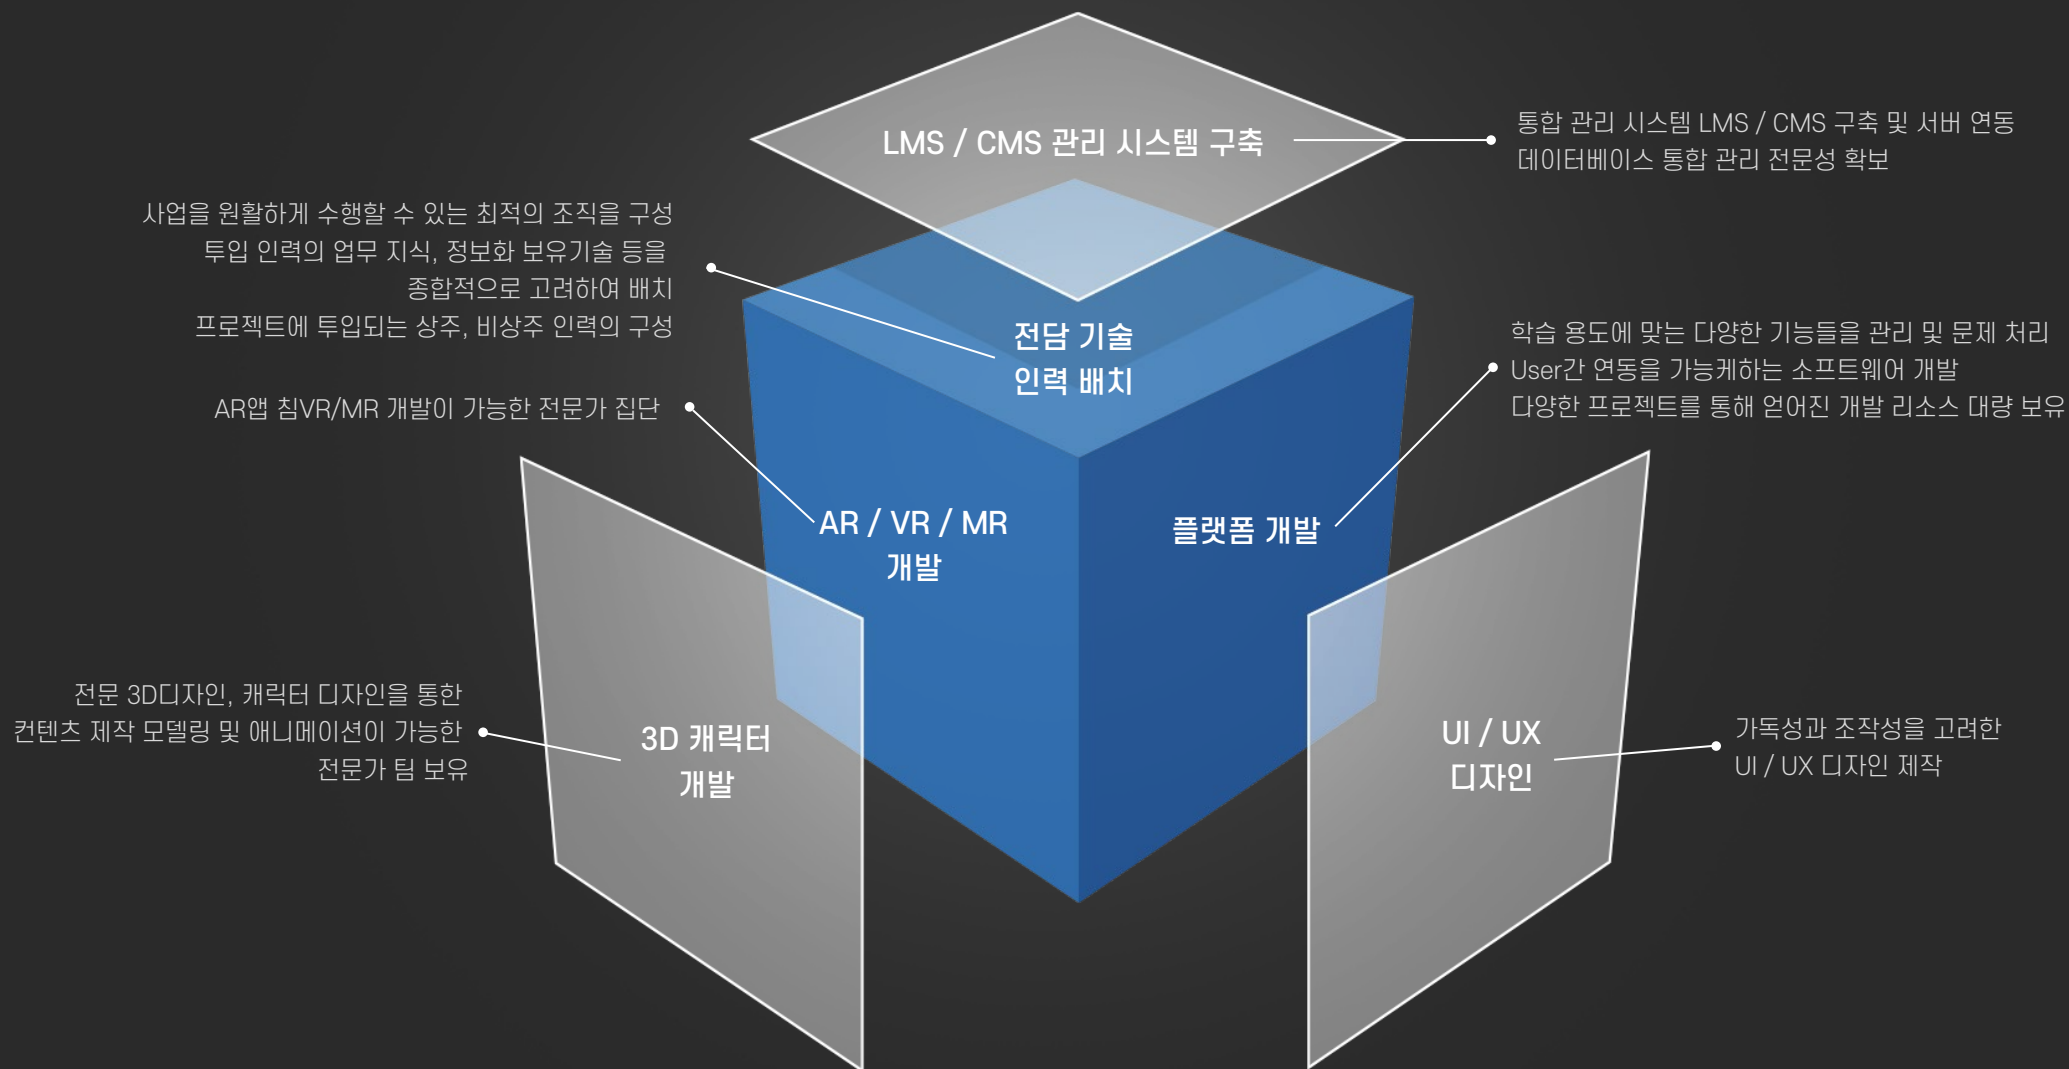 LMS / CMS 관리 시스템 구축
통합 관리 시스템 LMS / CMS 구축 및 서버 연동
데이터베이스 통합 관리 전문성 확보
사업을 원활하게 수행할 수 있는 최적의 조직을 구성
투입 인력의 업무 지식, 정보화 보유기술 등을
종합적으로 고려하여 배치
프로젝트에 투입되는 상주, 비상주 인력의 구성
전담 기술
인력 배치
학습 용도에 맞는 다양한 기능들을 관리 및 문제 처리
User간 연동을 가능케하는 소프트웨어 개발
다양한 프로젝트를 통해 얻어진 개발 리소스 대량 보유
AR앱 침VR/MR 개발이 가능한 전문가 집단
AR / VR / MR
개발
플랫폼 개발
전문 3D디자인, 캐릭터 디자인을 통한
컨텐츠 제작 모델링 및 애니메이션이 가능한
전문가 팀 보유
3D 캐릭터
개발
UI / UX
디자인
가독성과 조작성을 고려한
UI / UX 디자인 제작